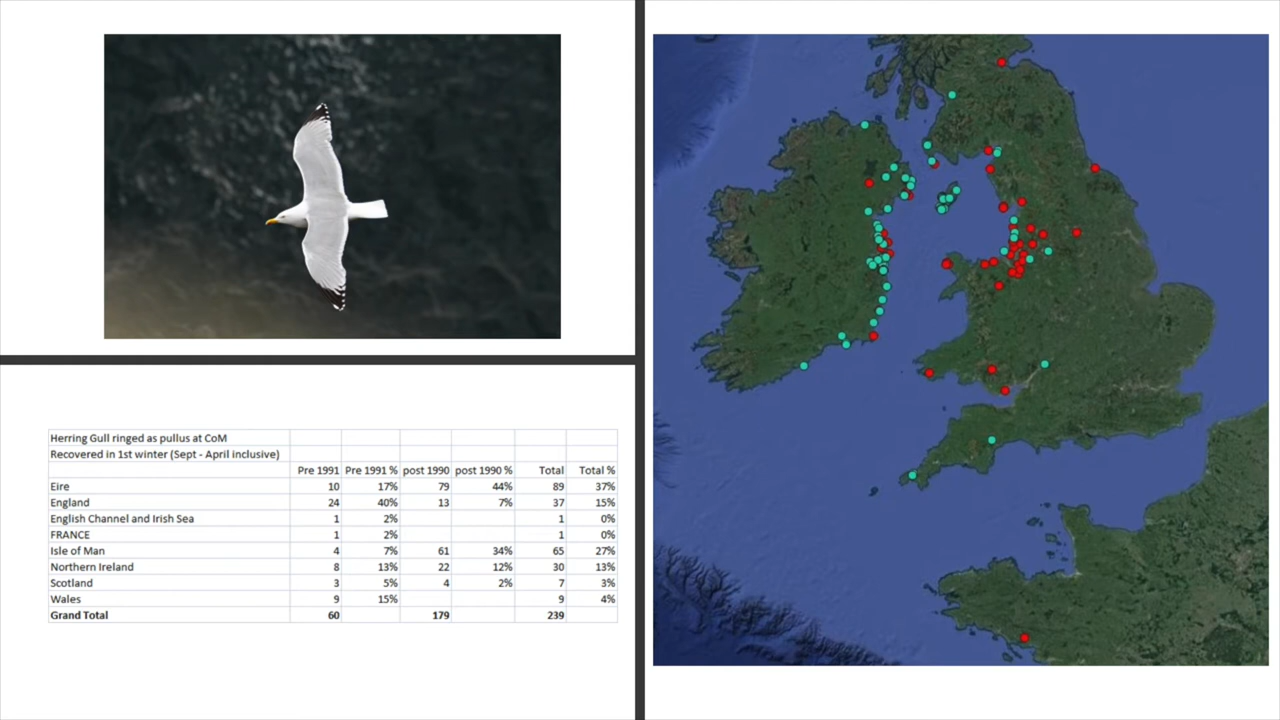 Herring Gull ringed as pullus at CoM
Recovered in 1st winter (Sept - April inclusive)
Pre 1991 Pre 1991 % post 1990 post 1990 % Total Total %
Eire 10 17% 79 44% 89 37%
England 24 40% 13 7% 37 15%
English Channel and Irish Sea 1 2% 1 0%
FRANCE 1 2% 1 0%
Isle of Man 4 7% 61 34% 65 27%
Northern Ireland 8 13% 22 12% 30 13%
Scotland 3 5% 4 2% 7 3%
Wales 9 15% 9 4%
Grand Total 60 179 239